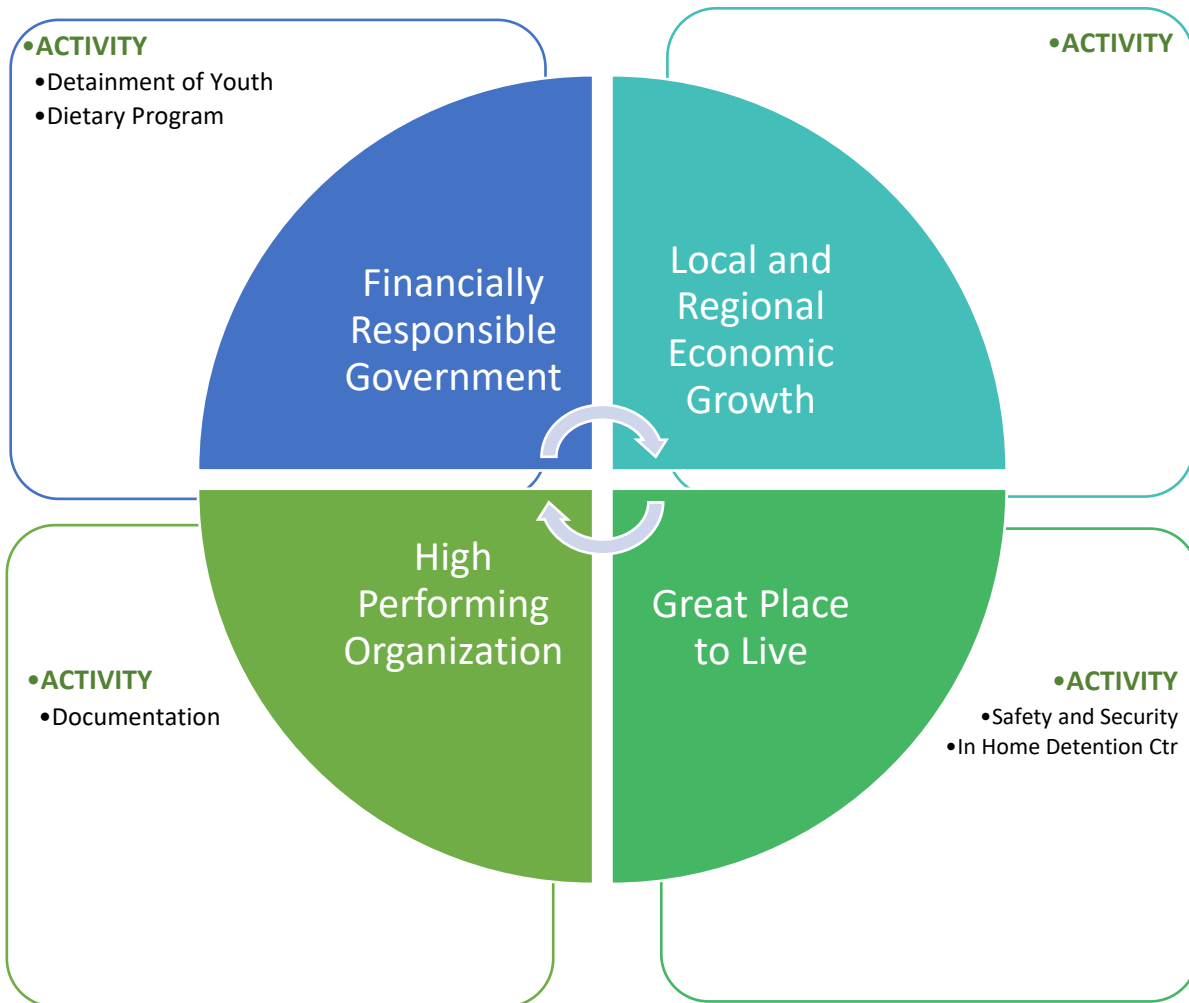 •ACTIVITY
•Detainment of Youth
•Dietary Program
•ACTIVITY
Financially
Responsible
Government
Local and
Regional
Economic
Growth
High
Performing
Organization
Great Place
to Live
•ACTIVITY
•Documentation
•ACTIVITY
•Safety and Security
•In Home Detention Ctr